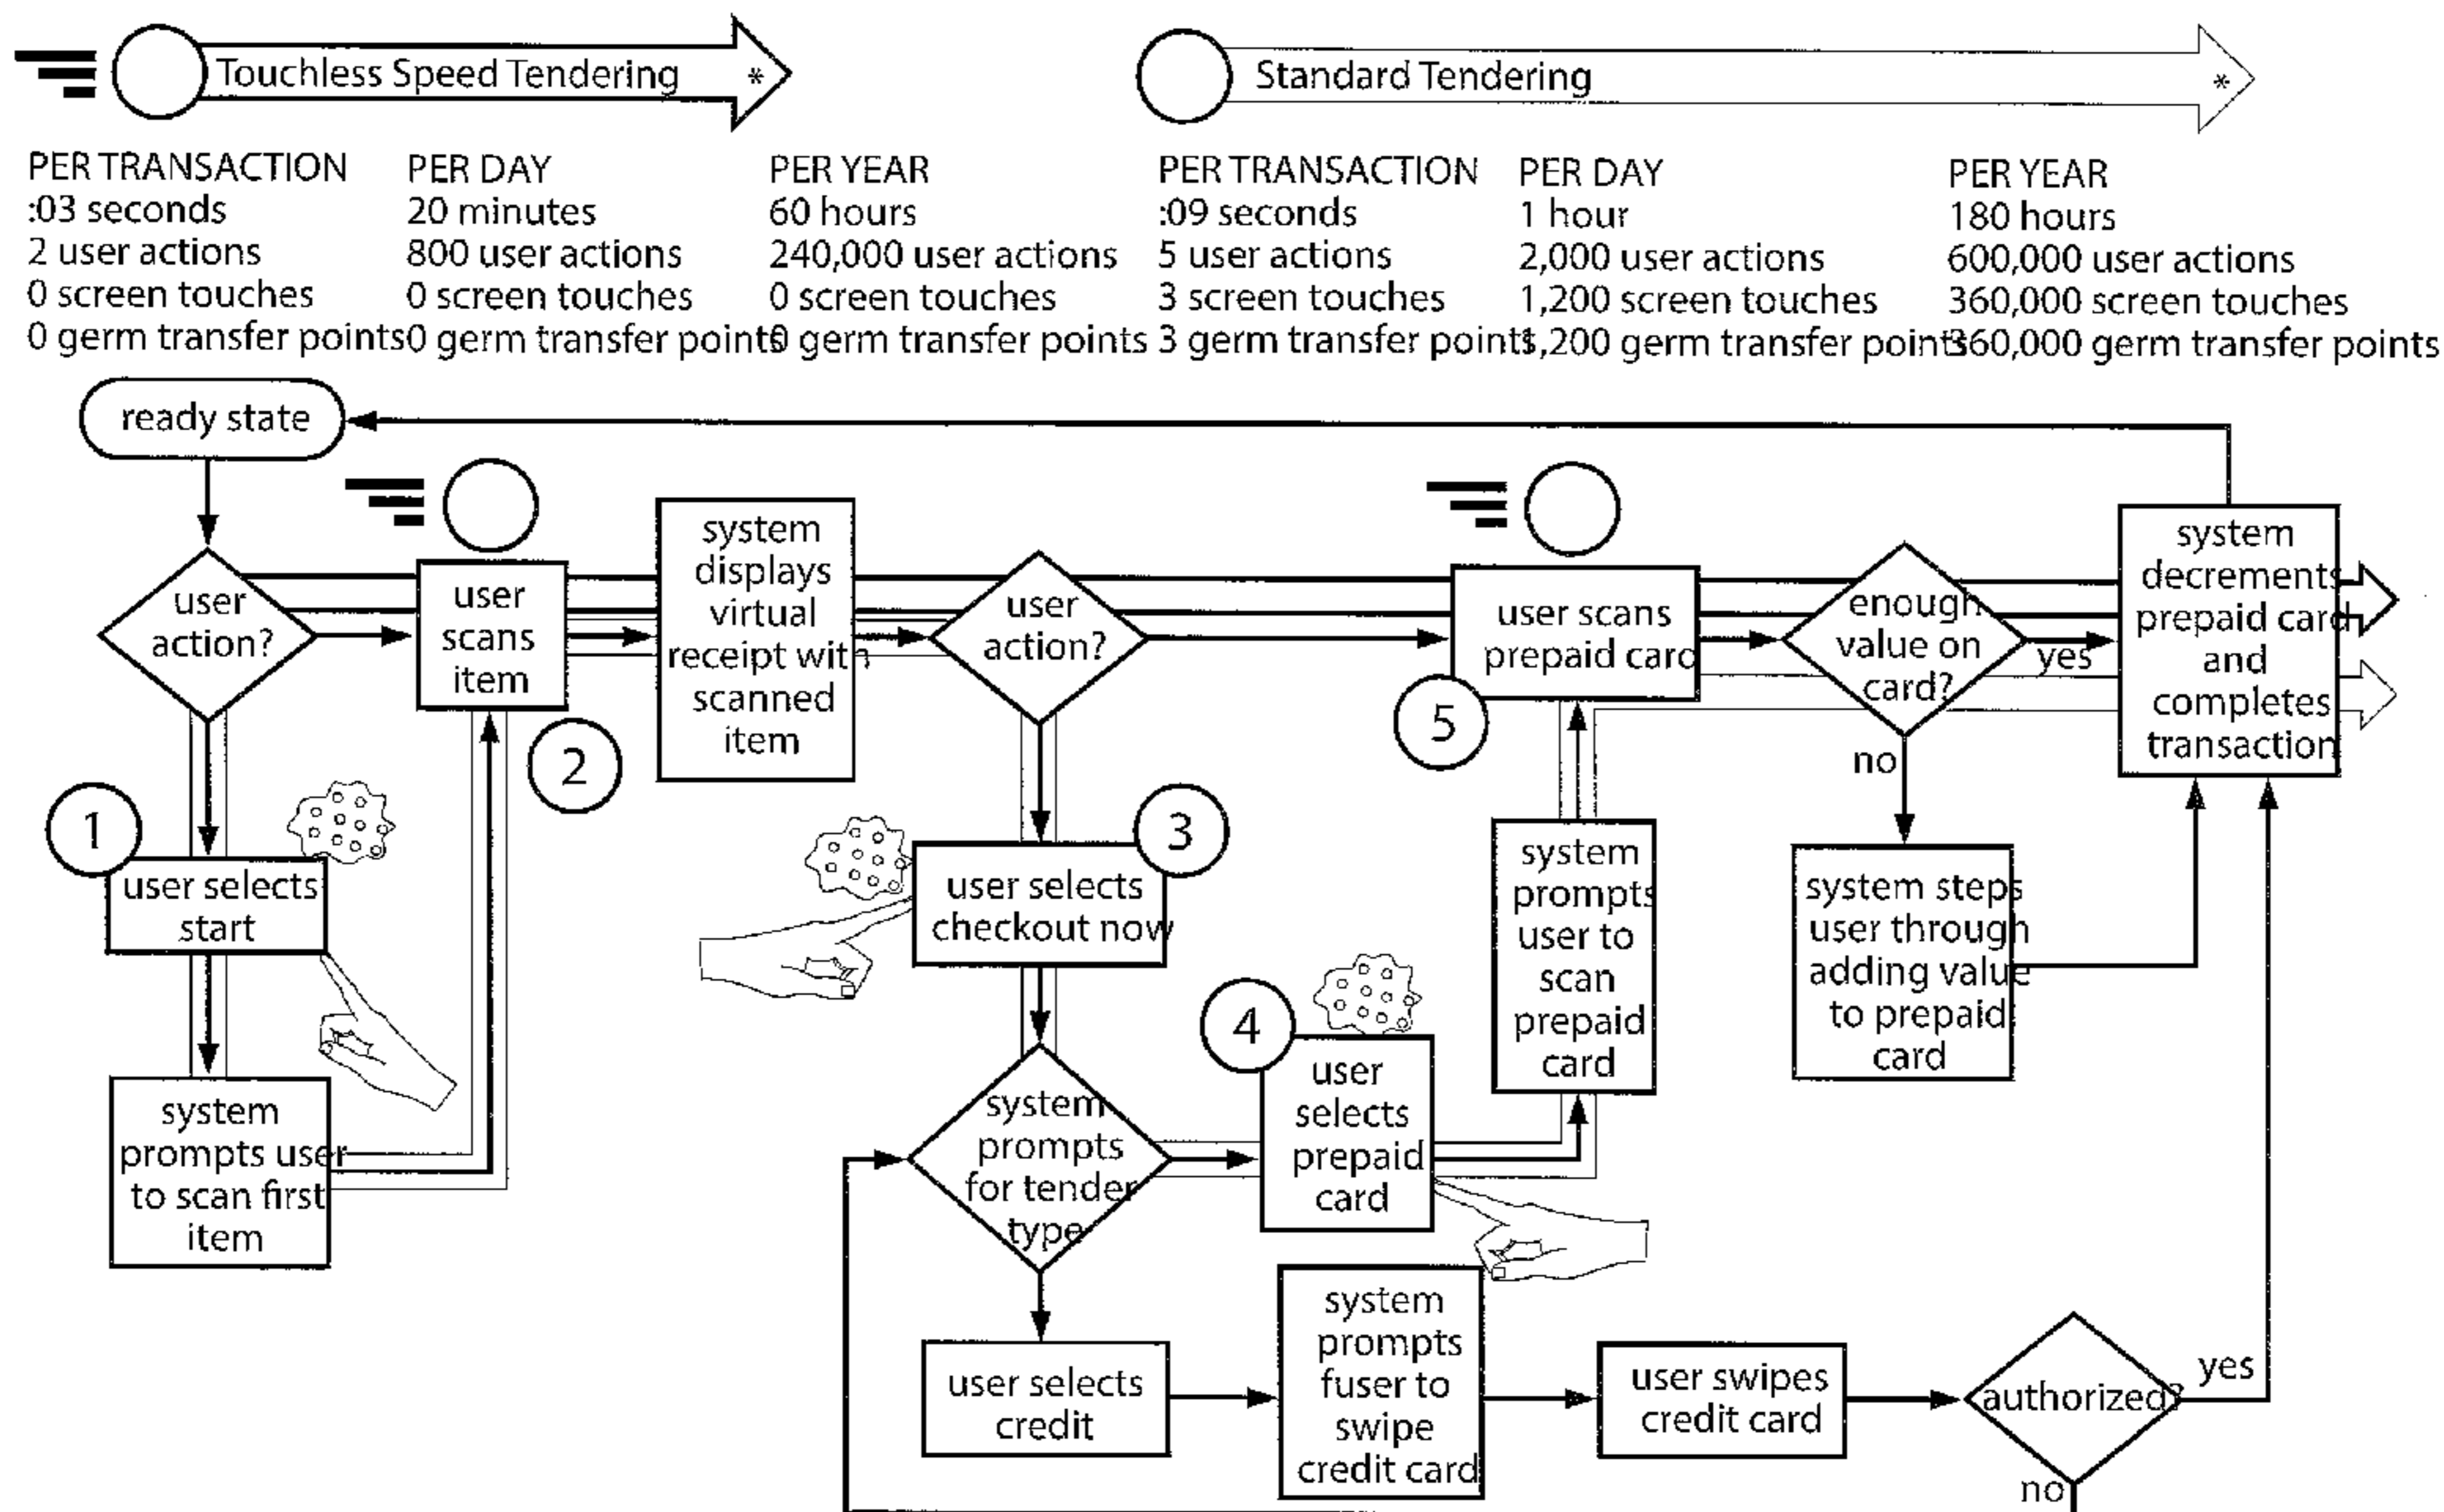 Touchless Speed Tendering *
Standard Tendering *
PER TRANSACTION
:03 seconds
2 user actions
0 screen touches
0 germ transfer points
PER DAY
20 minutes
800 user actions
0 screen touches
0 germ transfer points
PER YEAR
60 hours
240,000 user actions
0 screen touches
0 germ transfer points
PER TRANSACTION
:09 seconds
5 user actions
3 screen touches
3 germ transfer points
PER DAY
1 hour
2,000 user actions
1,200 screen touches
1,200 germ transfer points
PER YEAR
180 hours
600,000 user actions
360,000 screen touches
360,000 germ transfer points
ready state
user
action?
user
scans
item
2
system
displays
virtual
receipt with
scanned
item
user
action?
user scans
prepaid card
5
enough
value on
card?
yes
no
system
decrements
prepaid card
and
completes
transaction
1
user selects
start
system
prompts user
to scan first
item
3
user selects
checkout now
system
prompts
for tender
type
4
user
selects
prepaid
card
system
prompts
user to
scan
prepaid
card
system steps
user through
adding value
to prepaid
card
user selects
credit
system
prompts
fuser to
swipe
credit card
user swipes
credit card
authorized?
yes
no